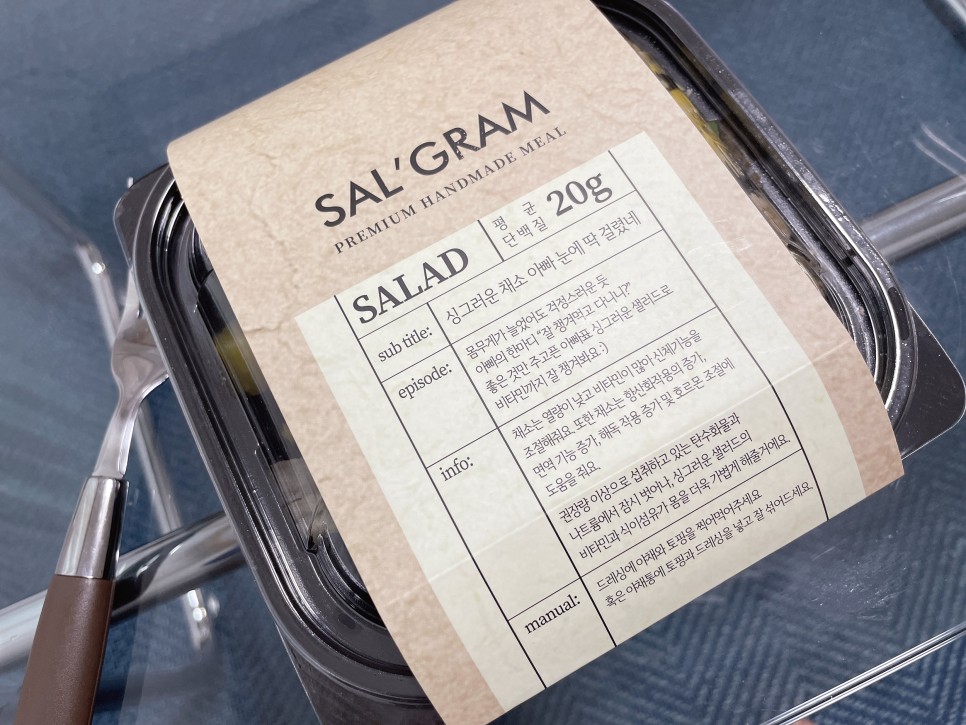 SAL'GRAM
PREMIUM HANDMADE MEAL
SALAD
평 균
단백질
20g
sub title:
싱그러운 채소 아빠 눈에 딱 걸렸네
episode:
몸무게가 늘었어도 걱정스러운 듯
아빠의 한마디 "잘 챙겨먹고 다니니?"
좋은 것만 주고픈 아빠표 싱그러운 샐러드로
비타민까지 잘 챙겨봐요 :)
info:
채소는 열량이 낮고 비타민이 많아 신체기능을
조절해줘요. 또한 채소는 항산화작용의 증가,
면역 기능 증가, 해독 작용 증가 및 호르몬 조절에
도움을 줘요.
권장량 이상으로 섭취하고 있는 탄수화물과
나트륨에서 잠시 벗어나, 싱그러운 샐러드의
비타민과 식이섬유가 몸을 더욱 가볍게 해줄거에요.
manual:
드레싱에 야채와 토핑을 찍어먹어주세요
혹은 야채통에 토핑과 드레싱을 넣고 잘 섞어드세요.